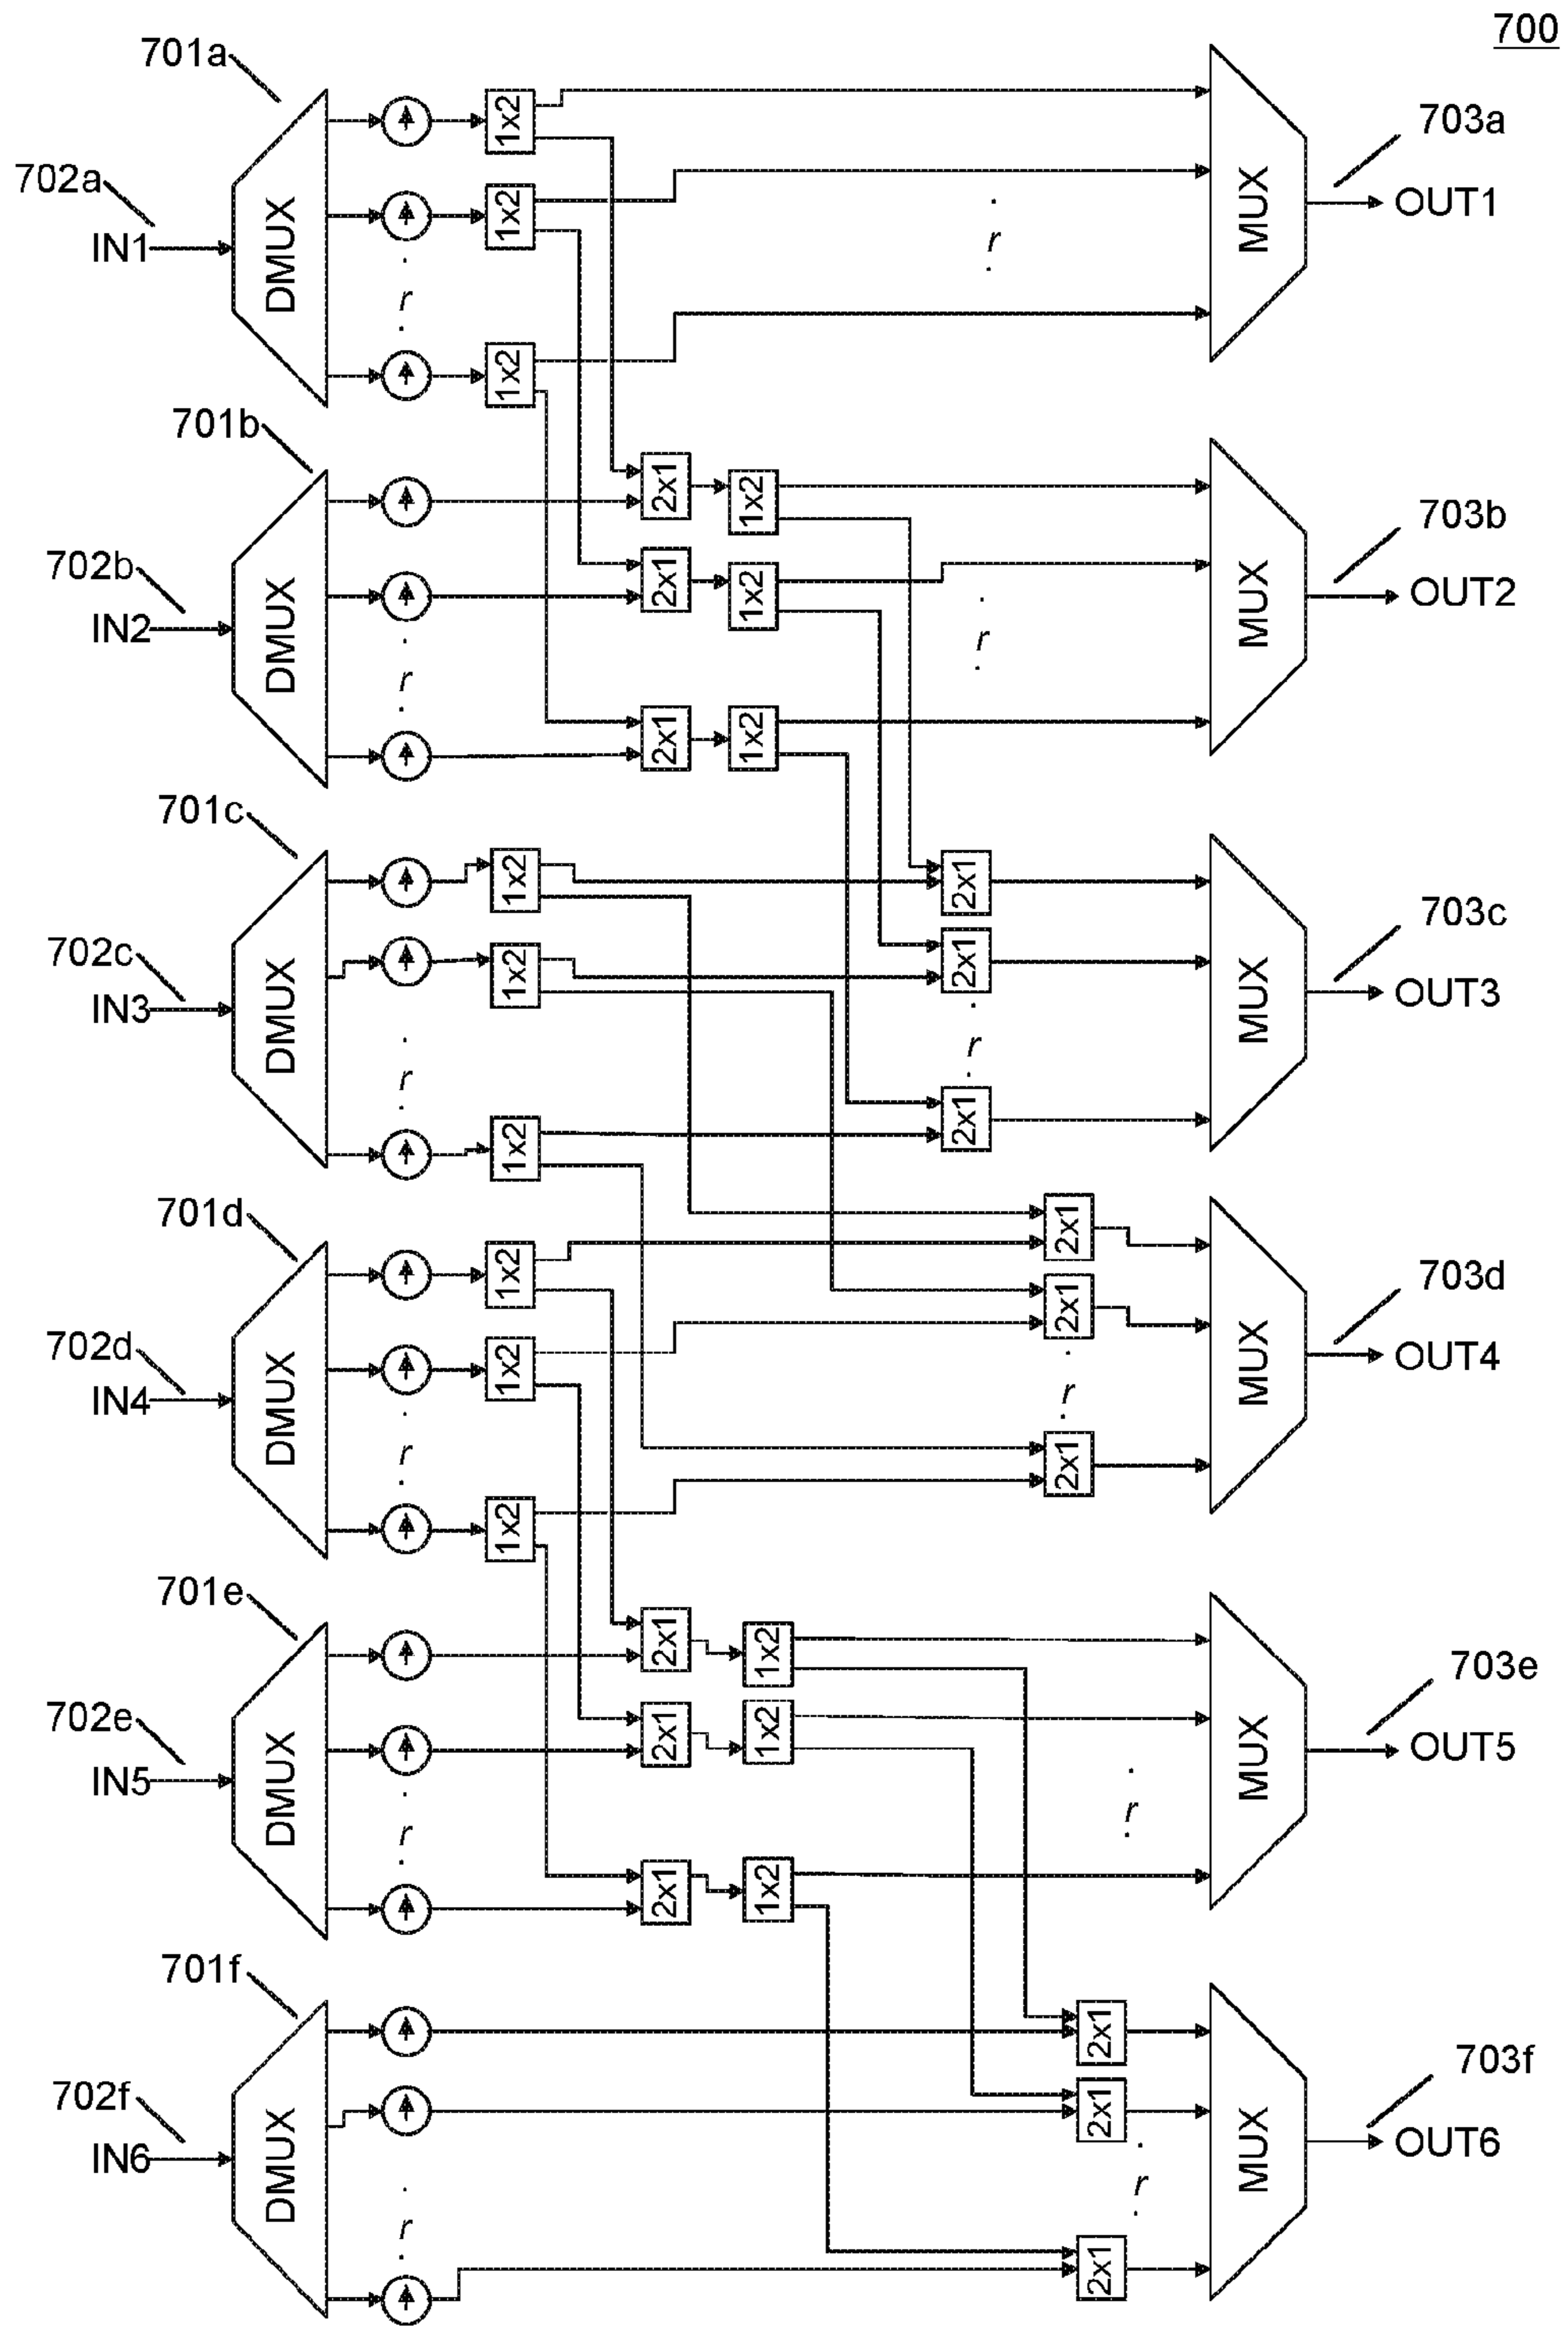 700
701a
702a
IN1
DMUX
r
1x2
1x2
1x2
r
MUX
703a
OUT1
701b
702b
IN2
DMUX
r
2x1
2x1
2x1
1x2
1x2
1x2
r
MUX
703b
OUT2
701c
702c
IN3
DMUX
r
1x2
1x2
1x2
2x1
2x1
r
2x1
MUX
703c
OUT3
701d
702d
IN4
DMUX
r
1x2
1x2
1x2
2x1
2x1
r
2x1
MUX
703d
OUT4
701e
702e
IN5
DMUX
r
2x1
2x1
2x1
1x2
1x2
1x2
r
MUX
703e
OUT5
701f
702f
IN6
DMUX
r
2x1
2x1
r
2x1
MUX
703f
OUT6